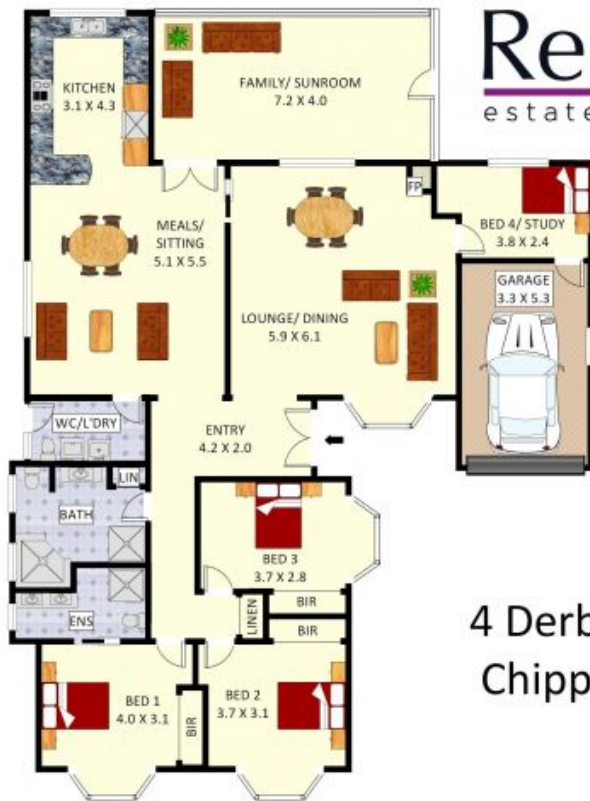 Re
estate
KITCHEN
3.1 X 4.3
FAMILY/ SUNROOM
7.2 X 4.0
FP
MEALS/
SITTING
5.1 X 5.5
BED 4/ STUDY
3.8 X 2.4
GARAGE
3.3 X 5.3
LOUNGE/ DINING
5.9 X 6.1
WC/L'DRY
ENTRY
4.2 X 2.0
LIN
BATH
BED 3
3.7 X 2.8
BIR
LINEN
BIR
ENS
BED 1
4.0 X 3.1
BIR
BED 2
3.7 X 3.1
4 Derb
Chipp